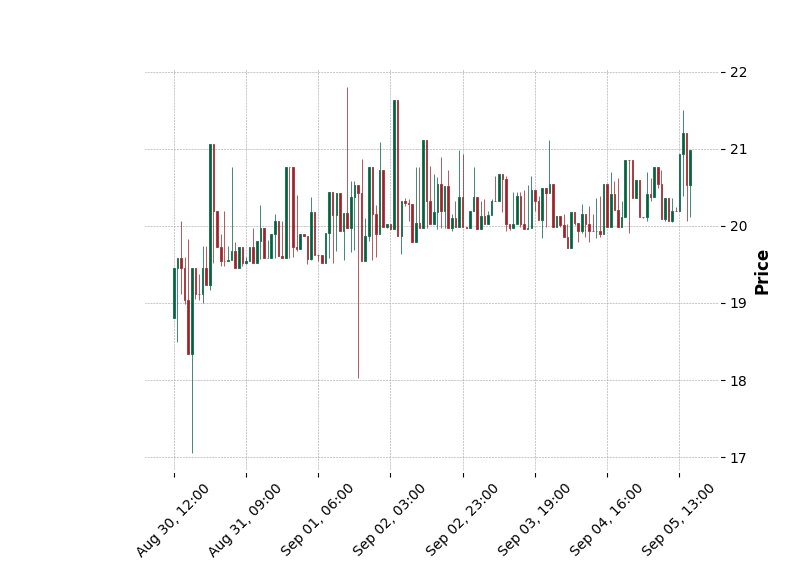 22
21
20
19
18
17
Price
Aug 30, 12:00
Aug 31, 09:00
Sep 01, 06:00
Sep 02, 03:00
Sep 02, 23:00
Sep 03, 19:00
Sep 04, 16:00
Sep 05, 13:00